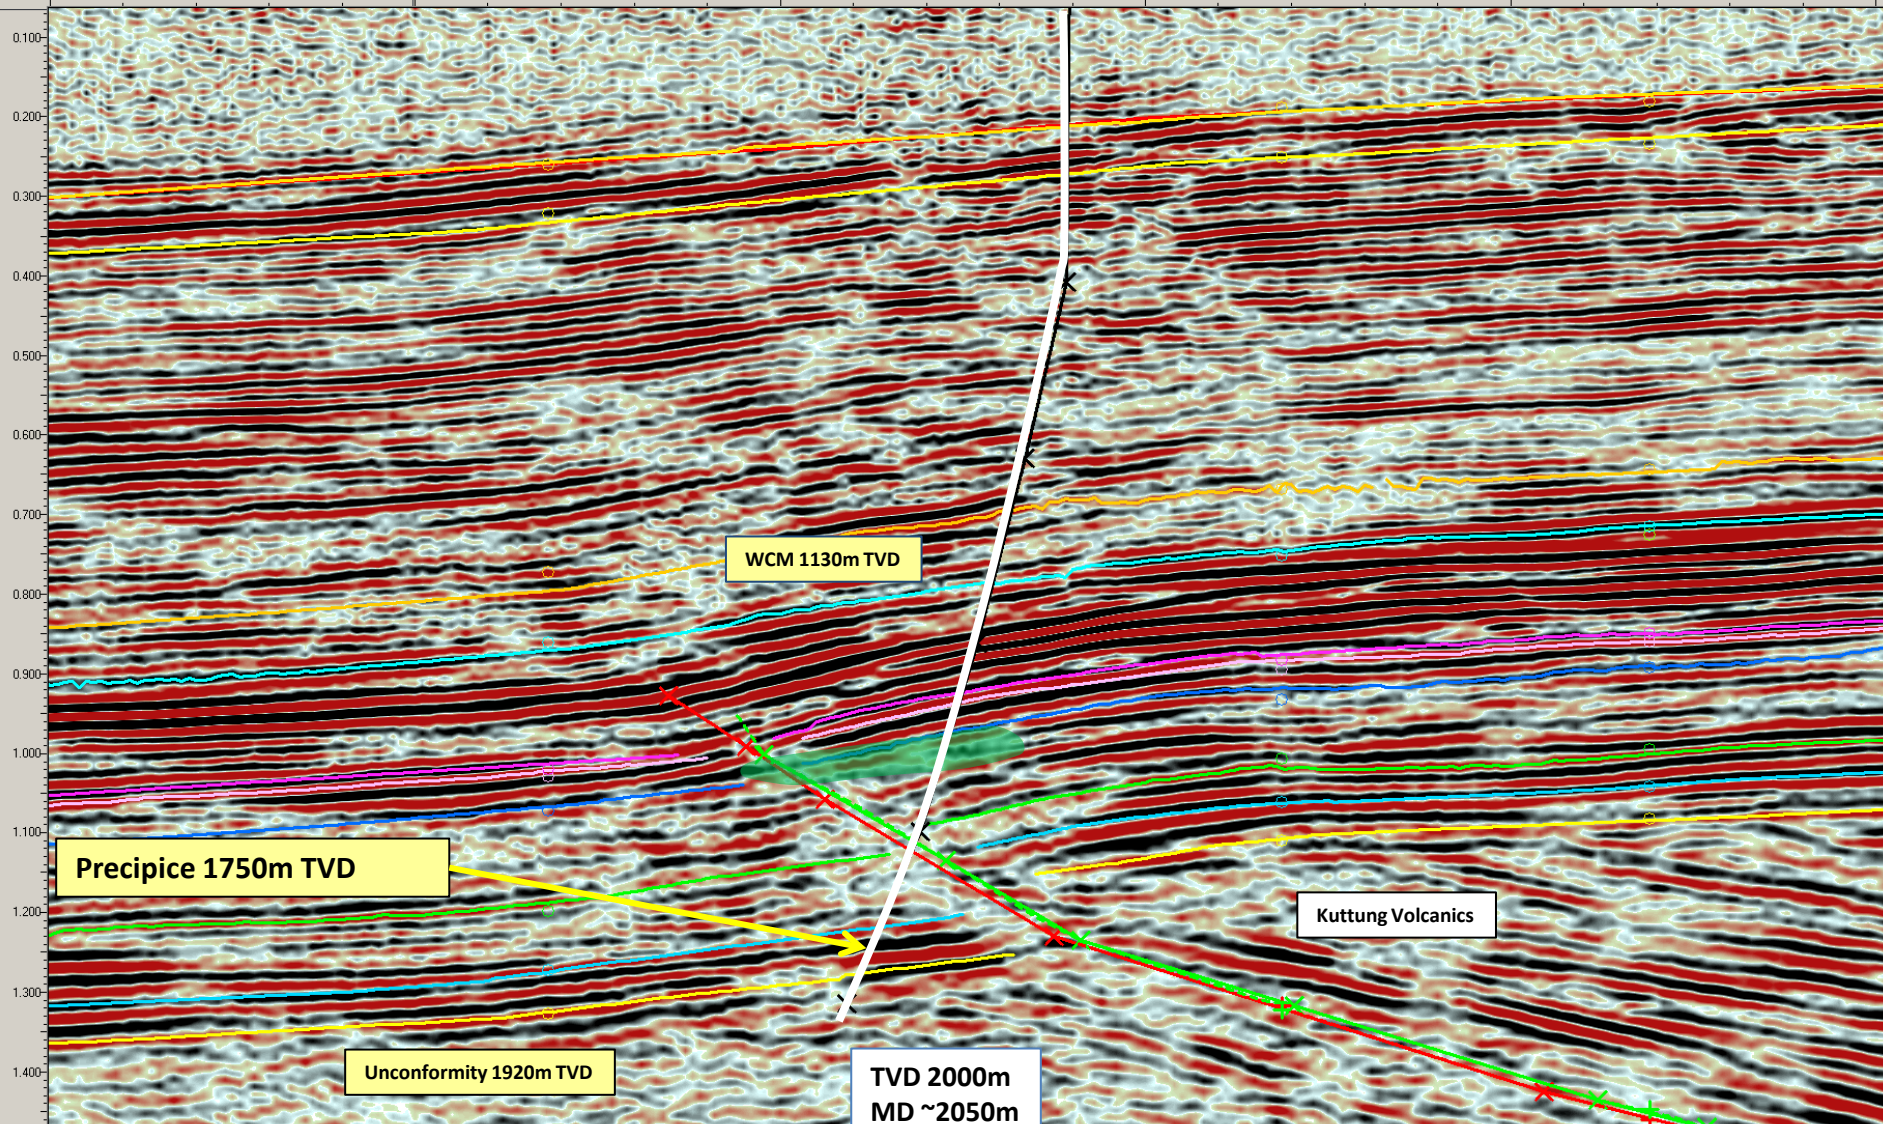 0.100
0.200
0.300
0.400
0.500
0.600
0.700
WCM 1130m TVD
0.800
0.900
1.000
1.100
Precipice 1750m TVD
1.200
Kuttung Volcanics
1.300
Unconformity 1920m TVD
1.400
TVD 2000m
MD ~2050m